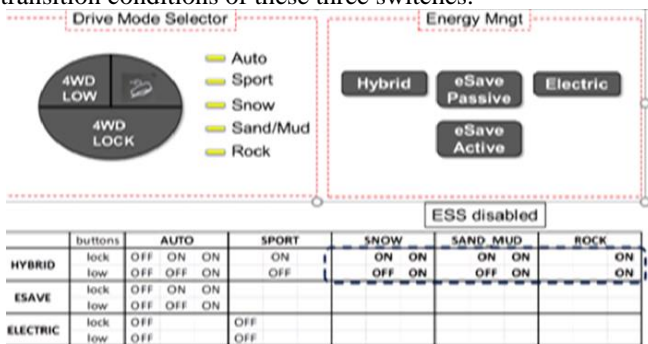 transition conditions of these three switches.
Drive Mode Selector
4WD LOW
4WD LOCK
Auto
Sport
Snow
Sand/Mud
Rock
Energy Mngt
Hybrid
eSave Passive
Electric
eSave Active
ESS disabled
buttons AUTO SPORT SNOW SAND_MUD ROCK
HYBRID
lock OFF ON ON ON ON ON ON ON ON
low OFF OFF ON OFF OFF ON OFF ON ON
ESAVE
lock OFF ON ON
low OFF OFF ON
ELECTRIC
lock OFF OFF
low OFF OFF